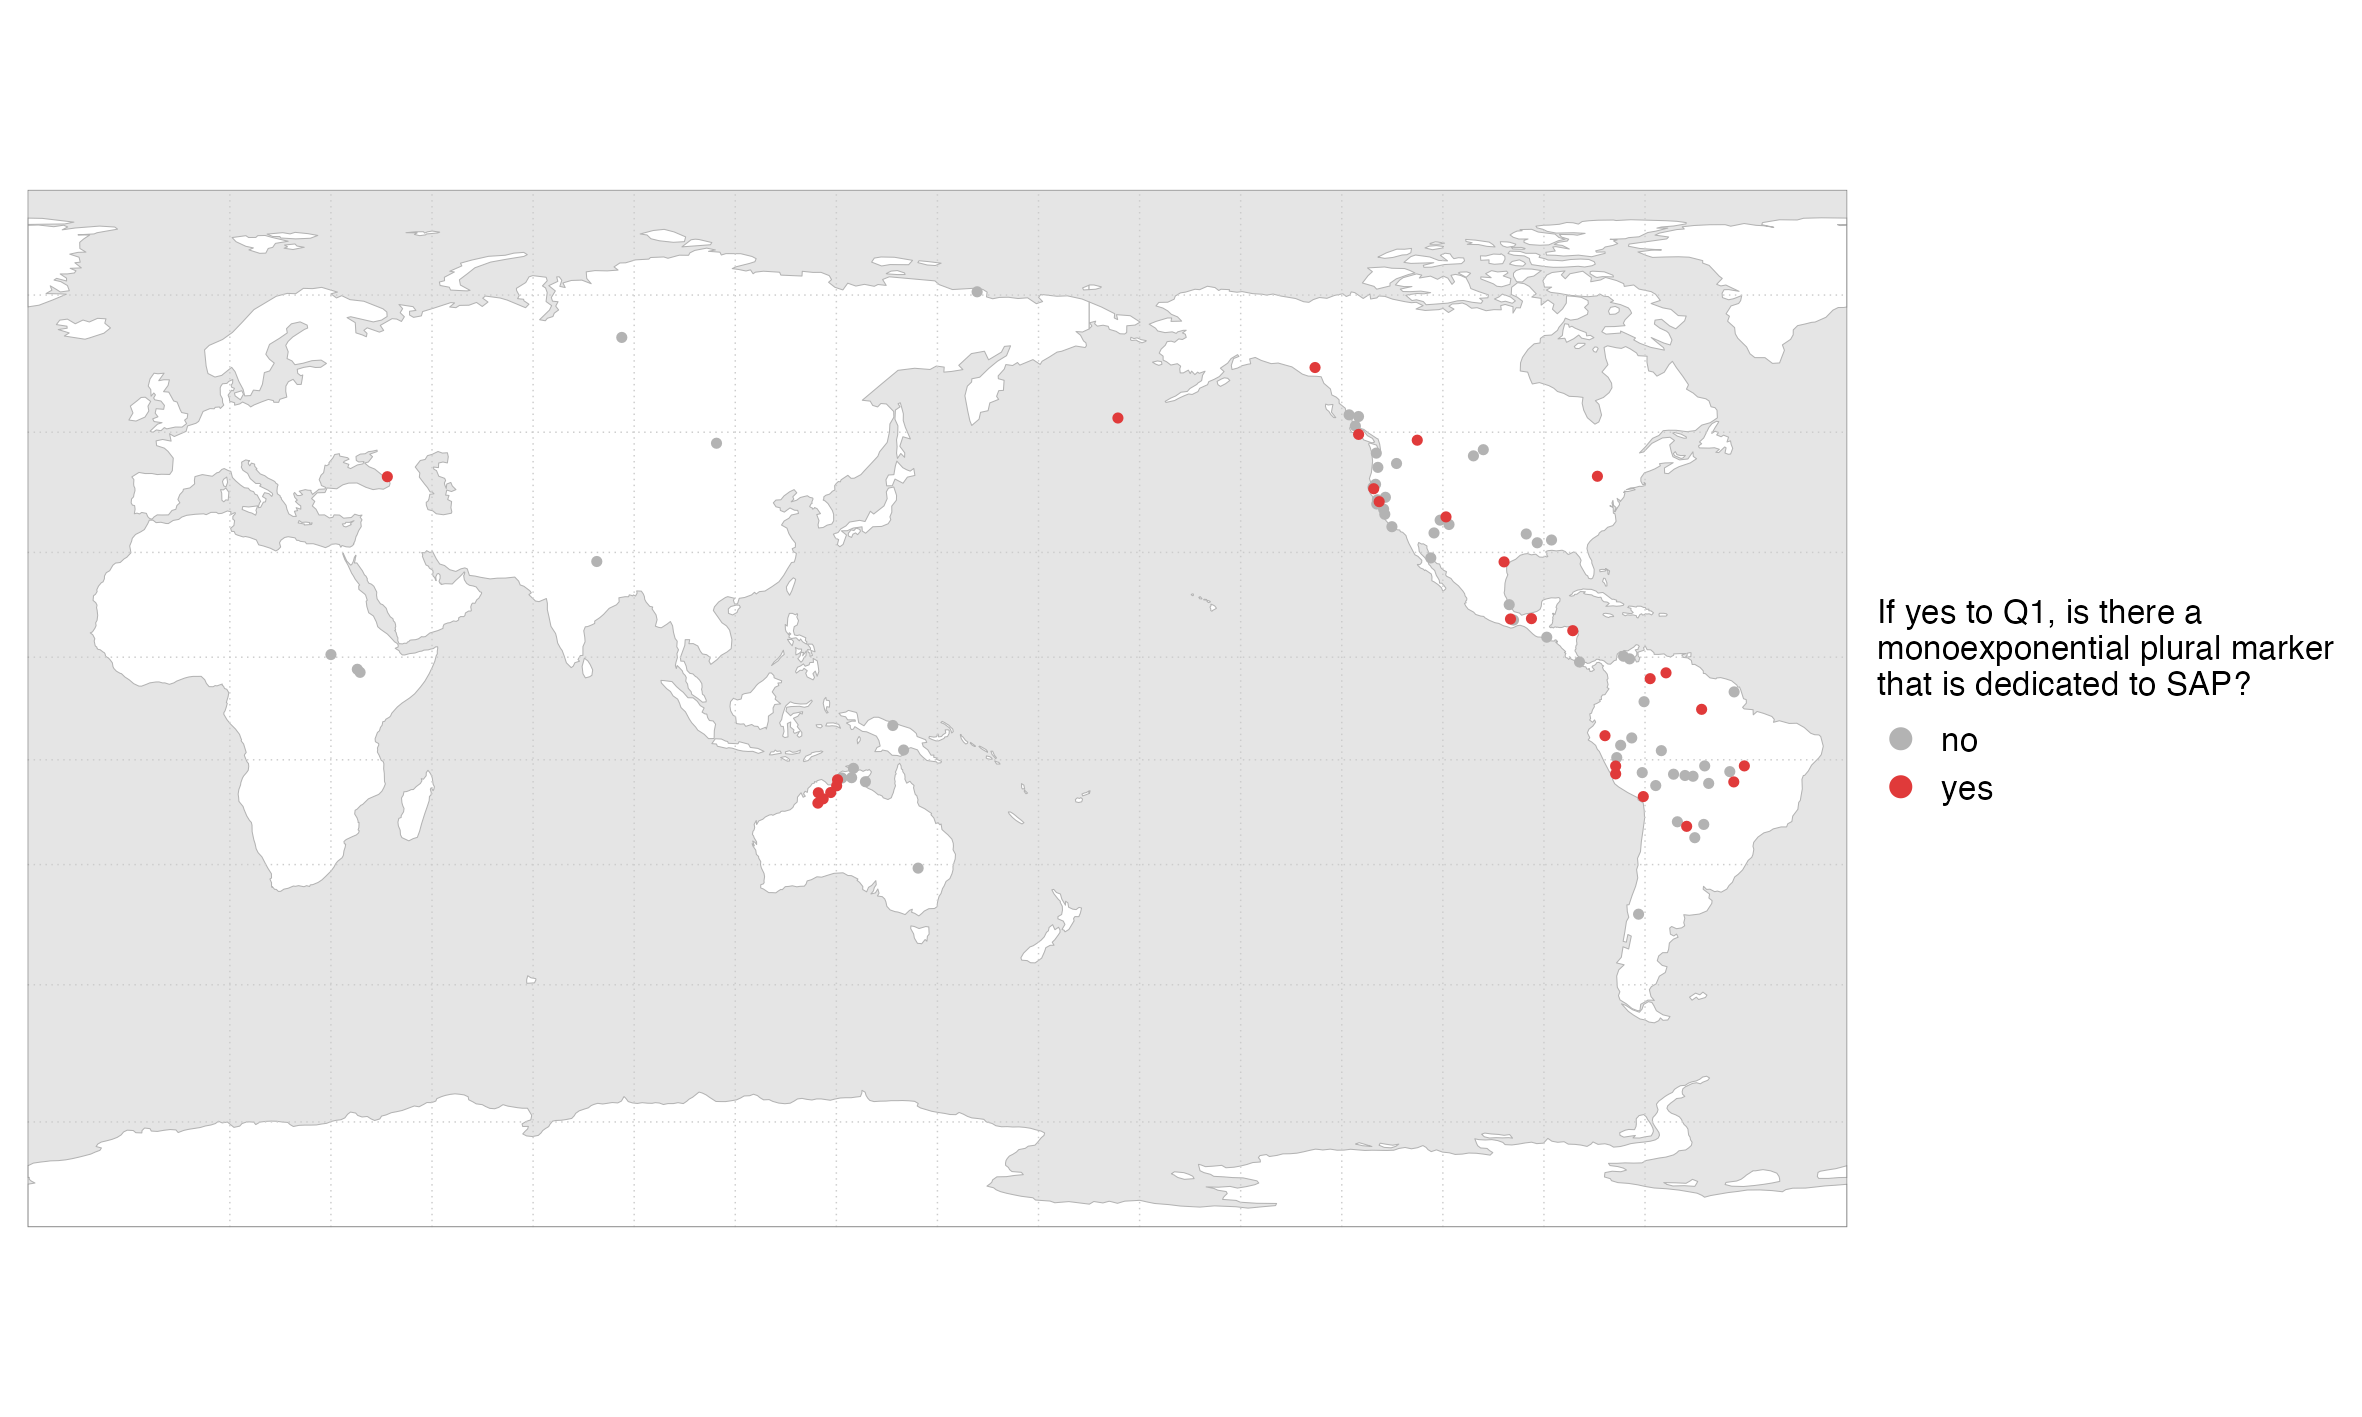 If yes to Q1, is there a
monoexponential plural marker
that is dedicated to SAP?
no
yes